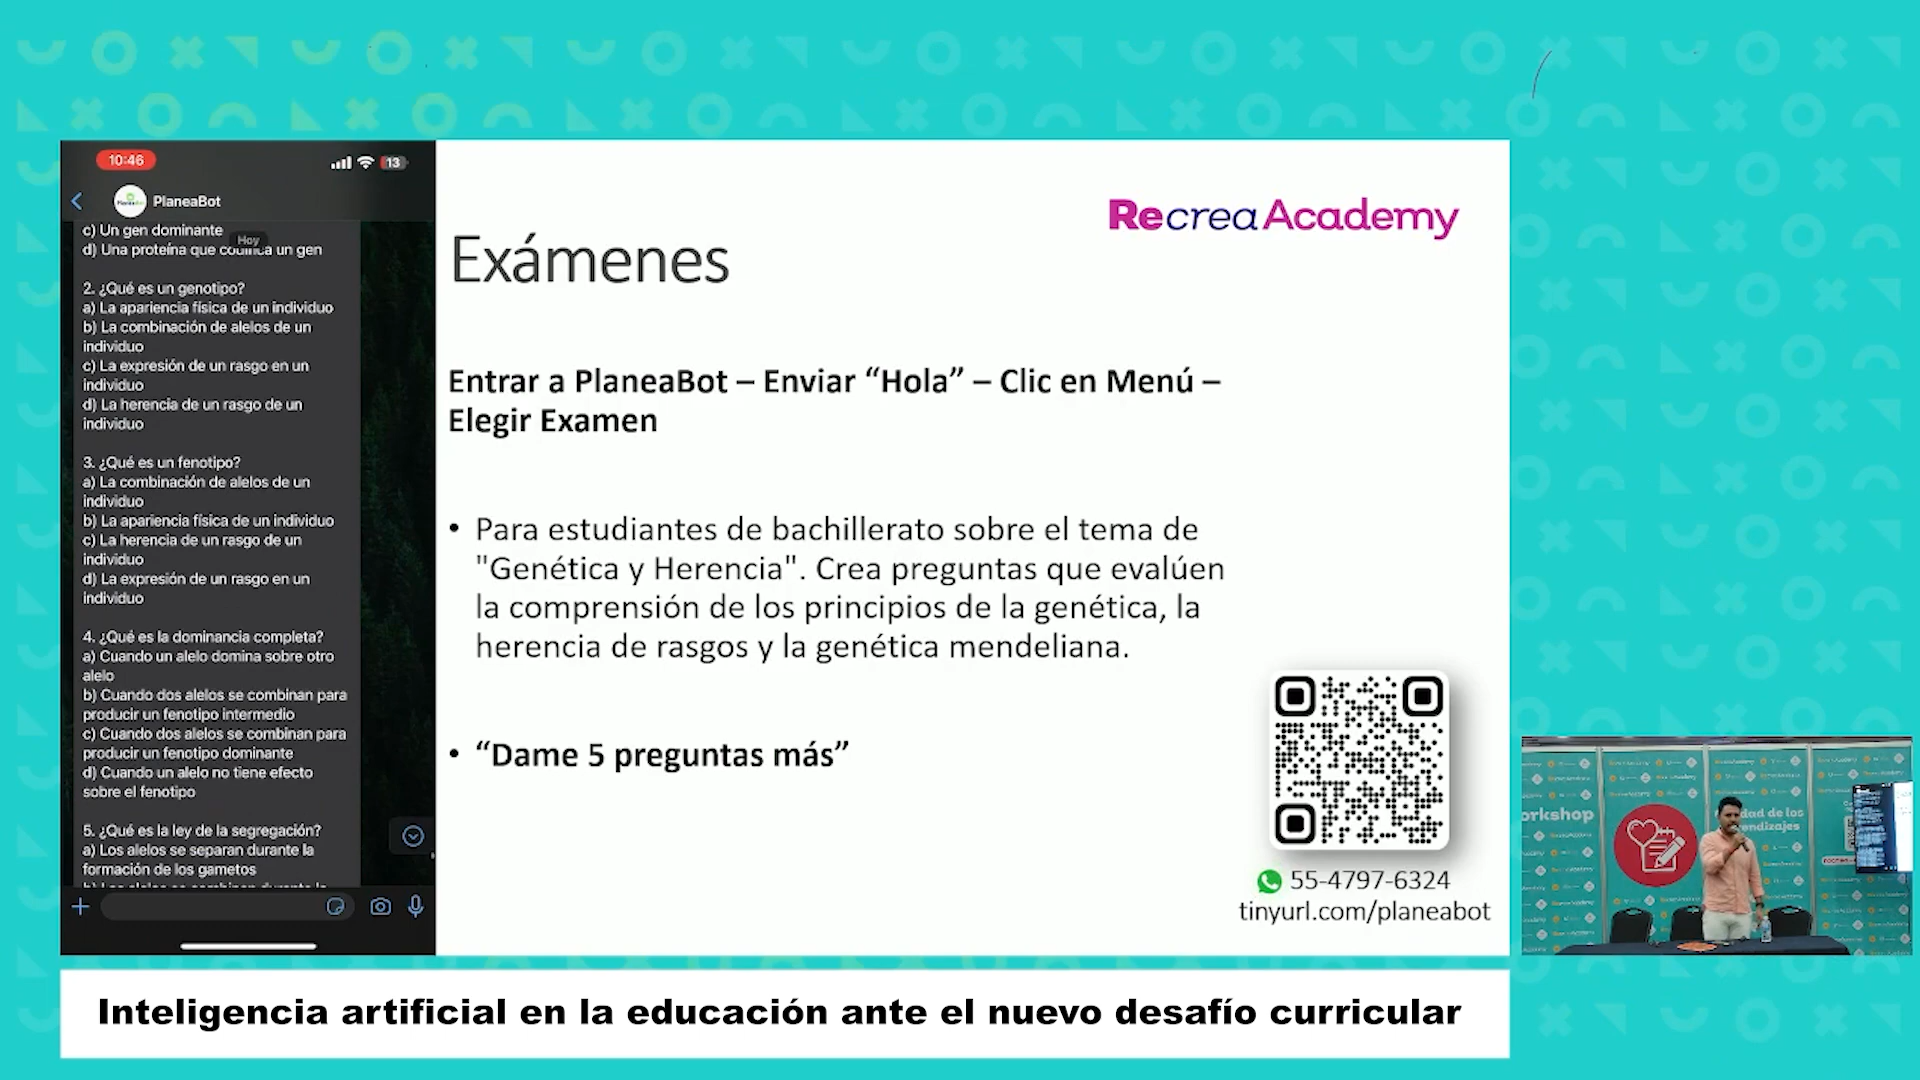 10:46
13
PlaneaBot
c) Un gen dominante
Hoy
d) Una proteína que codifica un gen
2. ¿Qué es un genotipo?
a) La apariencia física de un individuo
b) La combinación de alelos de un
individuo
c) La expresión de un rasgo en un
individuo
d) La herencia de un rasgo de un
individuo
3. ¿Qué es un fenotipo?
a) La combinación de alelos de un
individuo
b) La apariencia física de un individuo
c) La herencia de un rasgo de un
individuo
d) La expresión de un rasgo en un
individuo
4. ¿Qué es la dominancia completa?
a) Cuando un alelo domina sobre otro
alelo
b) Cuando dos alelos se combinan para
producir un fenotipo intermedio
c) Cuando dos alelos se combinan para
producir un fenotipo dominante
d) Cuando un alelo no tiene efecto
sobre el fenotipo
5. ¿Qué es la ley de la segregación?
a) Los alelos se separan durante la
formación de los gametos
RecreaAcademy
Exámenes
Entrar a PlaneaBot – Enviar “Hola” – Clic en Menú –
Elegir Examen
• Para estudiantes de bachillerato sobre el tema de
"Genética y Herencia". Crea preguntas que evalúen
la comprensión de los principios de la genética, la
herencia de rasgos y la genética mendeliana.
• “Dame 5 preguntas más”
55-4797-6324
tinyurl.com/planeabot
orkshop
dad de los
endizajes
Inteligencia artificial en la educación ante el nuevo desafío curricular